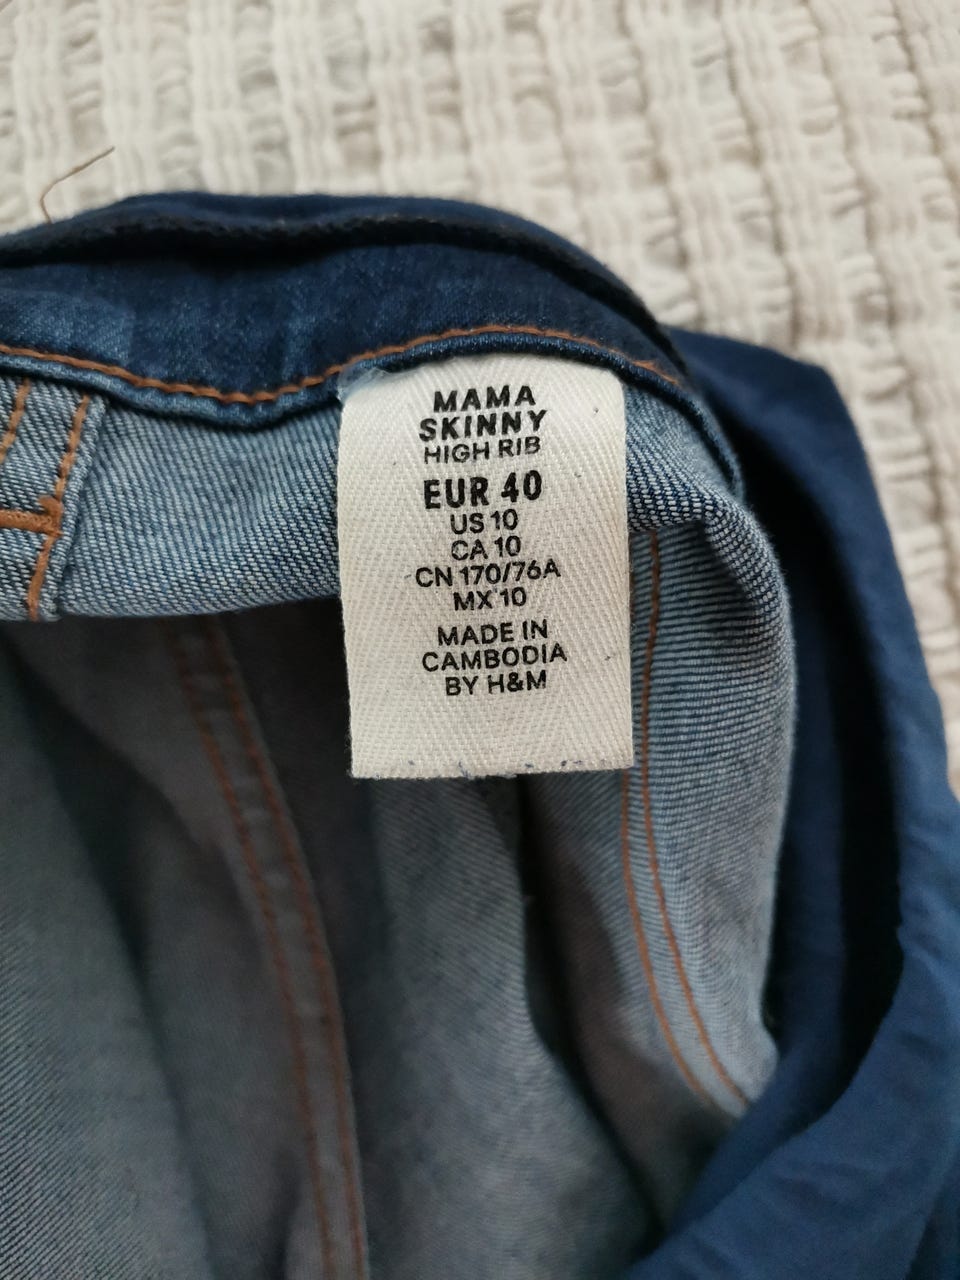 MAMA
SKINNY
HIGH RIB
EUR 40
US 10
CA 10
CN 170/76A
MX 10
MADE IN
CAMBODIA
BY H&M